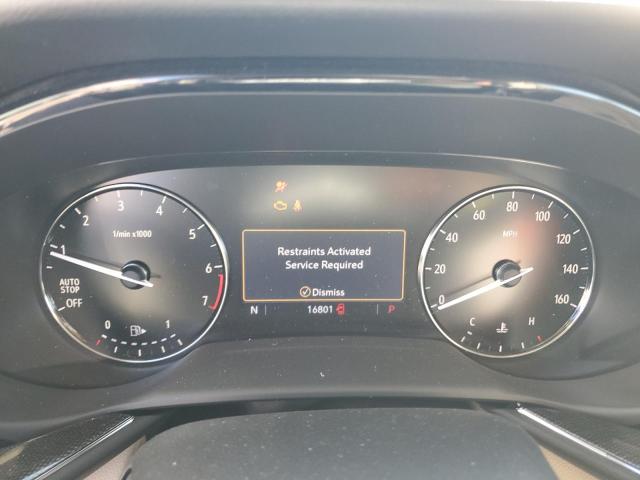 1
2
3
4
5
6
7
1/min x1000
AUTO
STOP
OFF
0
1
Restraints Activated
Service Required
Dismiss
N
16801
P
0
20
40
60
80
100
120
140
160
MPH
C
H